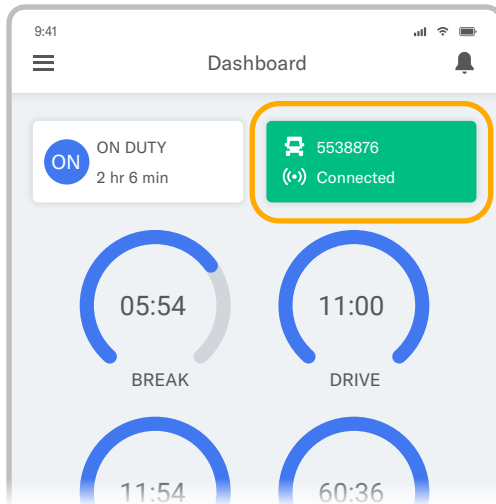 9:41
Dashboard
ON
ON DUTY
2 hr 6 min
5538876
Connected
05:54
BREAK
11:00
DRIVE
11:54
60:36